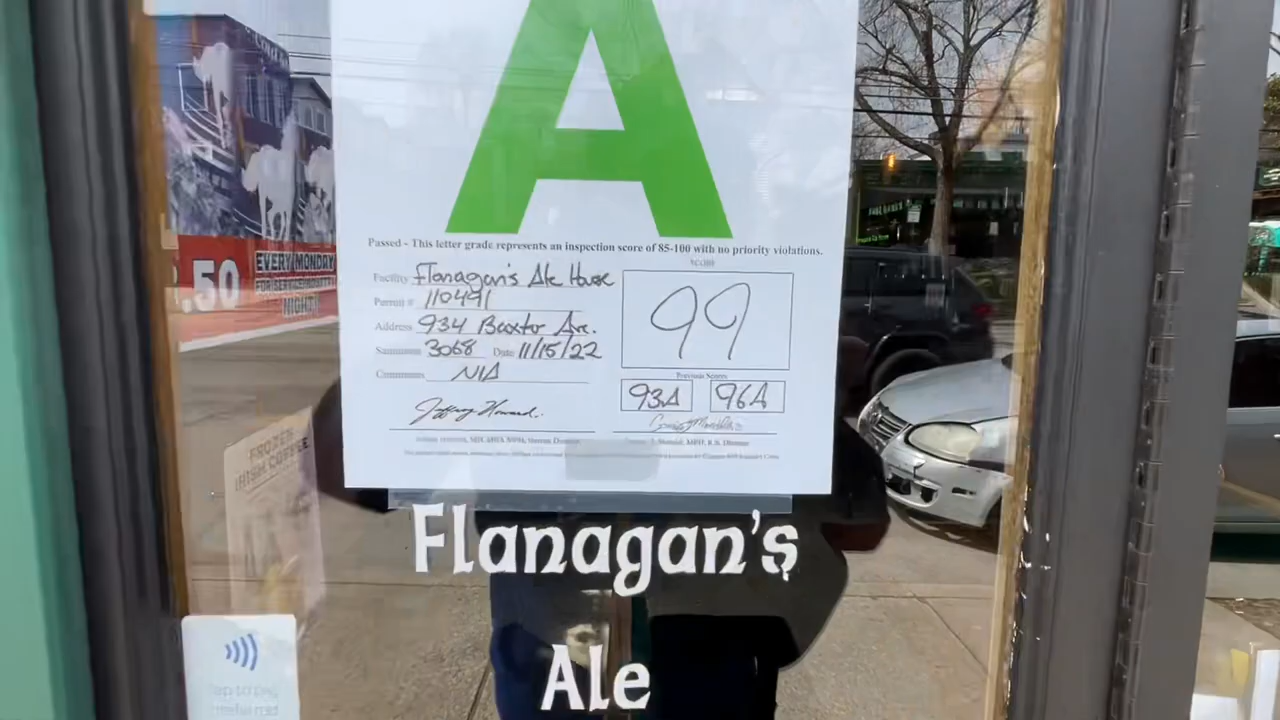 A
Passed - This letter grade represents an inspection score of 85-100 with no priority violations.
SCORE
Facility Flanagan's Ale House
Permit # 110491
Address 934 Baxter Ave.
99
3068 Date 11/15/22
Comments N/A
Previous Scores
93A 96A
.50
EVERY MONDAY
NIGHT!
FROZEN
IRISH COFFEE
Flanagan's
Ale